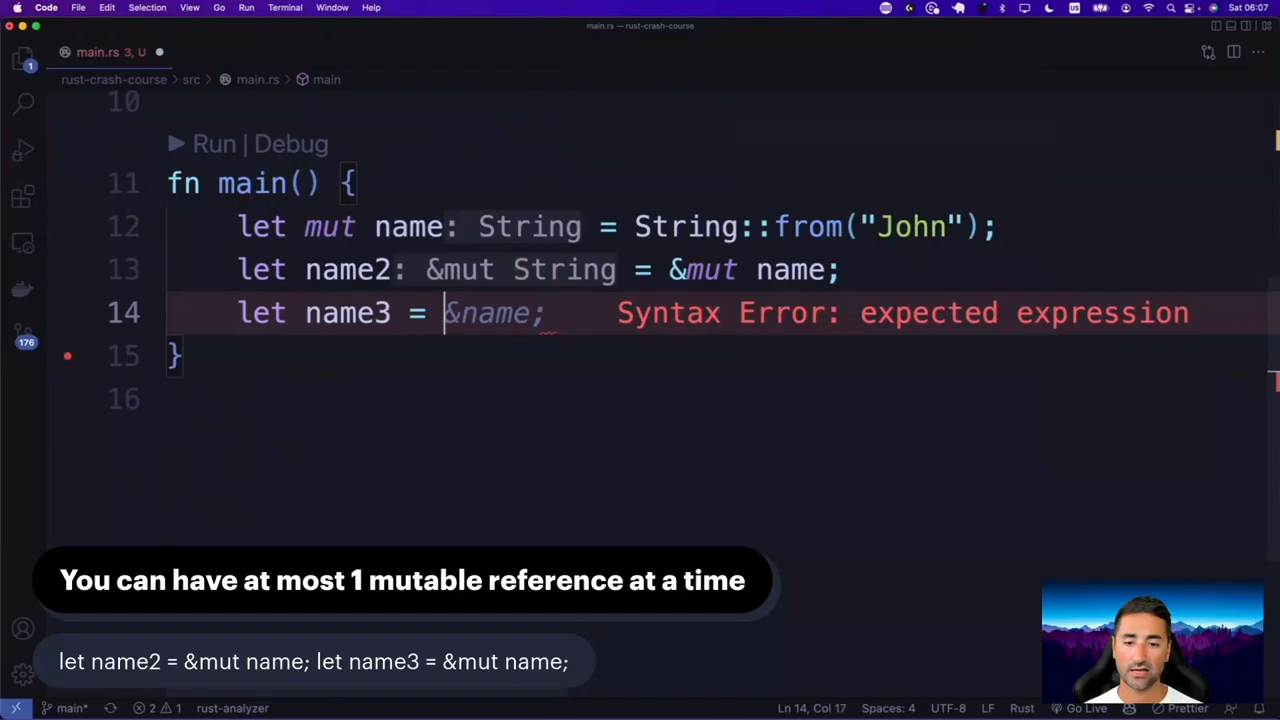 Code File Edit Selection View Go Run Terminal Window Help
US
Sat 06:07
main.rs — rust-crash-course
main.rs 3, U
rust-crash-course > src > main.rs > main
1
176
10
Run | Debug
11 fn main() {
12 let mut name: String = String::from("John");
13 let name2: &mut String = &mut name;
14 let name3 = &name; Syntax Error: expected expression
15 }
16
You can have at most 1 mutable reference at a time
let name2 = &mut name; let name3 = &mut name;
main* 2 1 rust-analyzer
Ln 14, Col 17 Spaces: 4 UTF-8 LF Rust Go Live Prettier